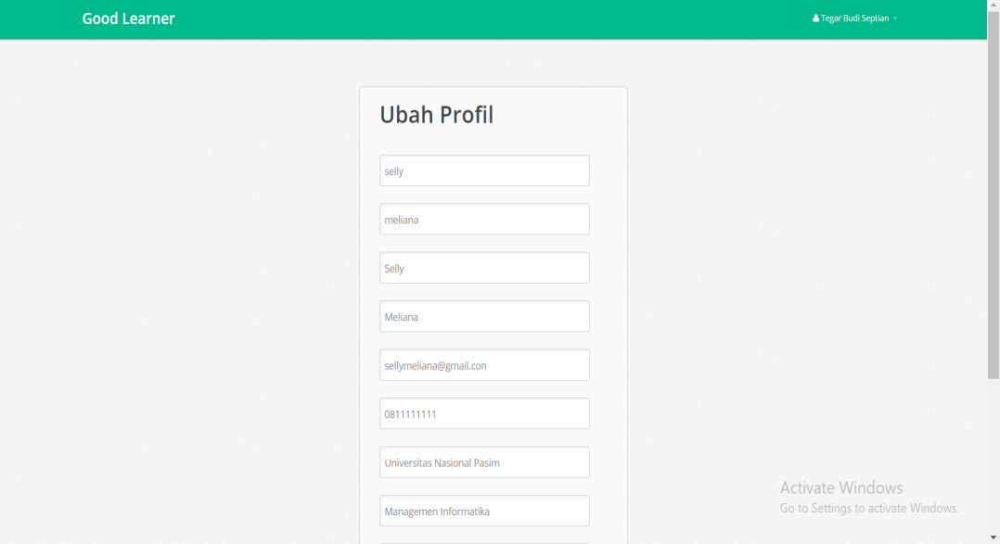 Good Learner
Tegar Budi Septian
Ubah Profil
selly
meliana
Selly
Meliana
sellymeliana@gmail.con
0811111111
Universitas Nasional Pasim
Managemen Informatika
Activate Windows
Go to Settings to activate Windows.